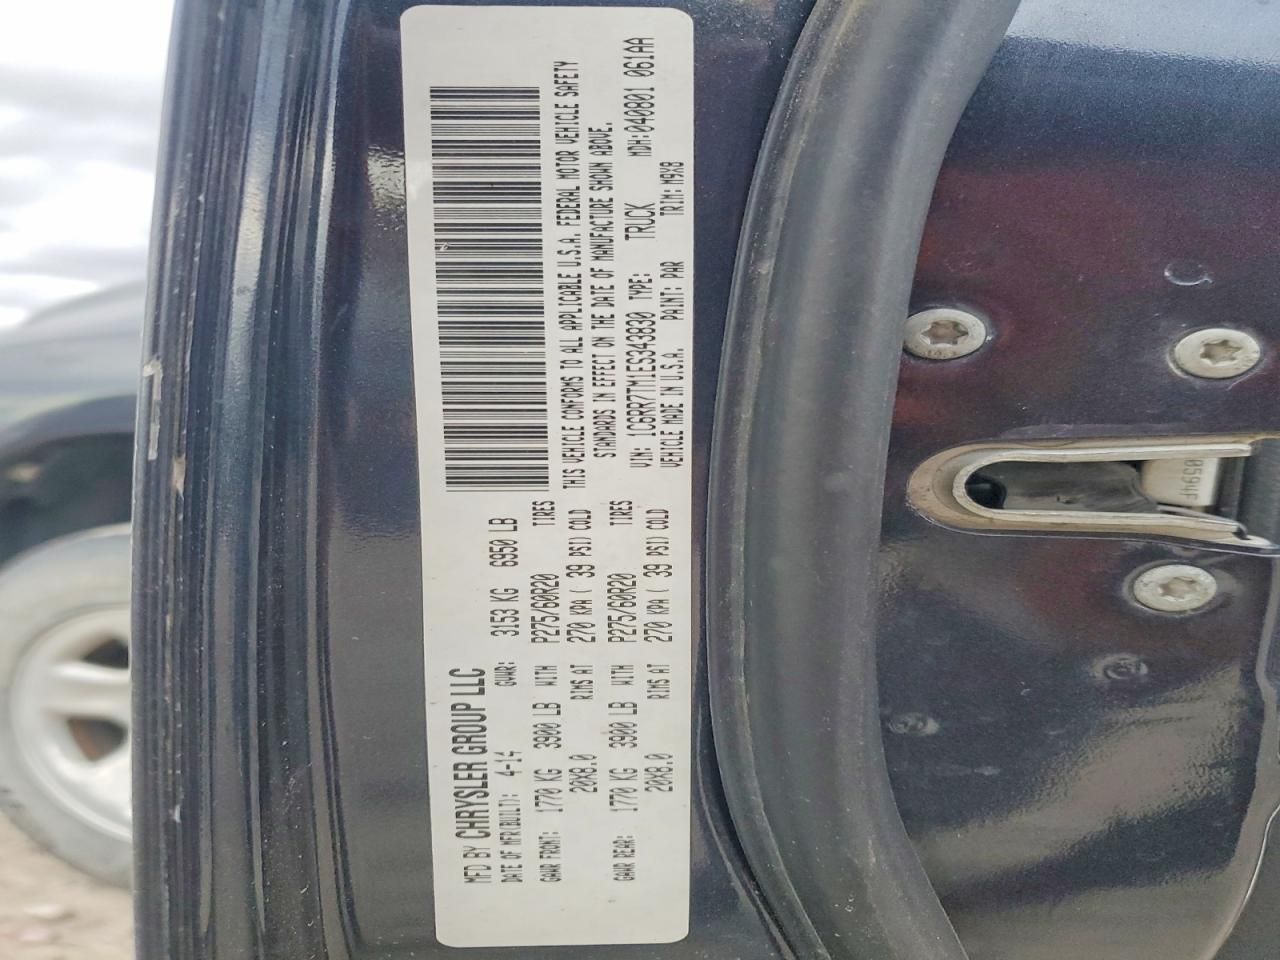 MFD BY CHRYSLER GROUP LLC
DATE OF MFR(BUILT): 4-14 GVWR: 3153 KG 6950 LB
GAWR FRONT: 1770 KG 3900 LB WITH P275/60R20 TIRES
20X8.0 RIMS AT 270 KPA ( 39 PSI) COLD
GAWR REAR: 1770 KG 3900 LB WITH P275/60R20 TIRES
20X8.0 RIMS AT 270 KPA ( 39 PSI) COLD
THIS VEHICLE CONFORMS TO ALL APPLICABLE U.S.A. FEDERAL MOTOR VEHICLE SAFETY
STANDARDS IN EFFECT ON THE DATE OF MANUFACTURE SHOWN ABOVE.
VIN: 1C6RR7TM1ES343830 TYPE: TRUCK MDH:040801 061AA
VEHICLE MADE IN U.S.A. PAINT: PAR TRIM: M9X8
0594F